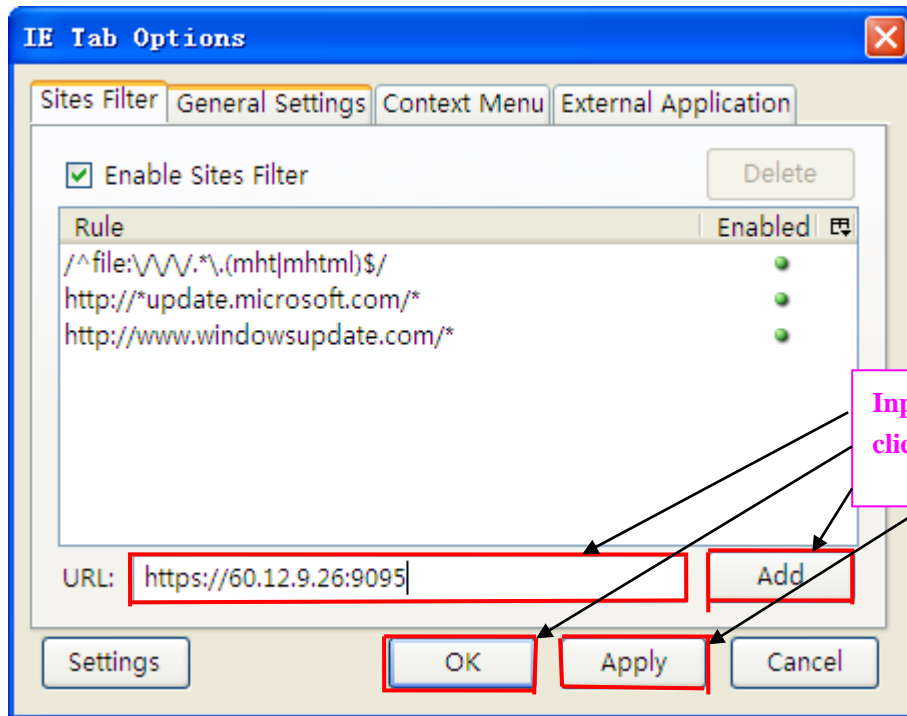 IE Tab Options
Sites Filter General Settings Context Menu External Application
Enable Sites Filter Delete
Rule Enabled
/^file:\/\/\/.*\.(mht|mhtml)$/
http://*update.microsoft.com/*
http://www.windowsupdate.com/*
URL: https://60.12.9.26:9095 Add
Settings OK Apply Cancel